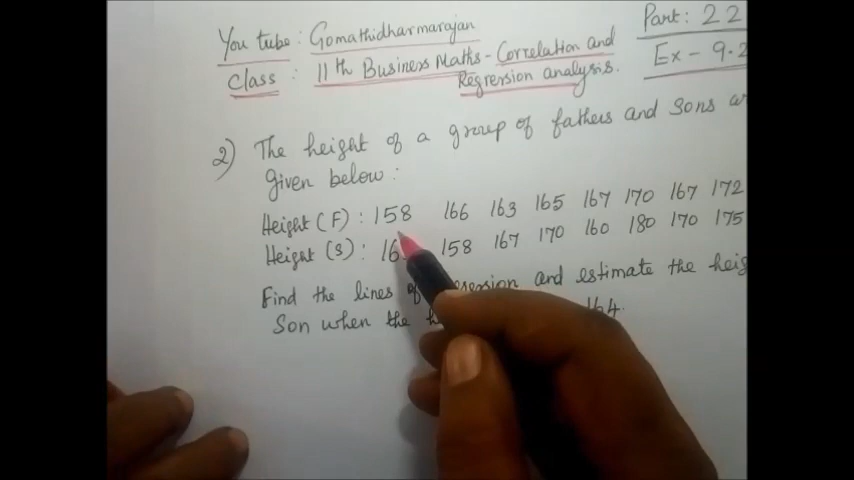 You tube : Gomathidharmarajan
Part: 22
Class : 11th Business Maths - Correlation and
Regression analysis.
Ex - 9.2
2) The height of a group of fathers and sons
given below :
Height (F) : 158 166 163 165 167 170 167 172
Height (S) : 158 167 170 160 180 170 175
Find the lines of and estimate the
Son when the 164.